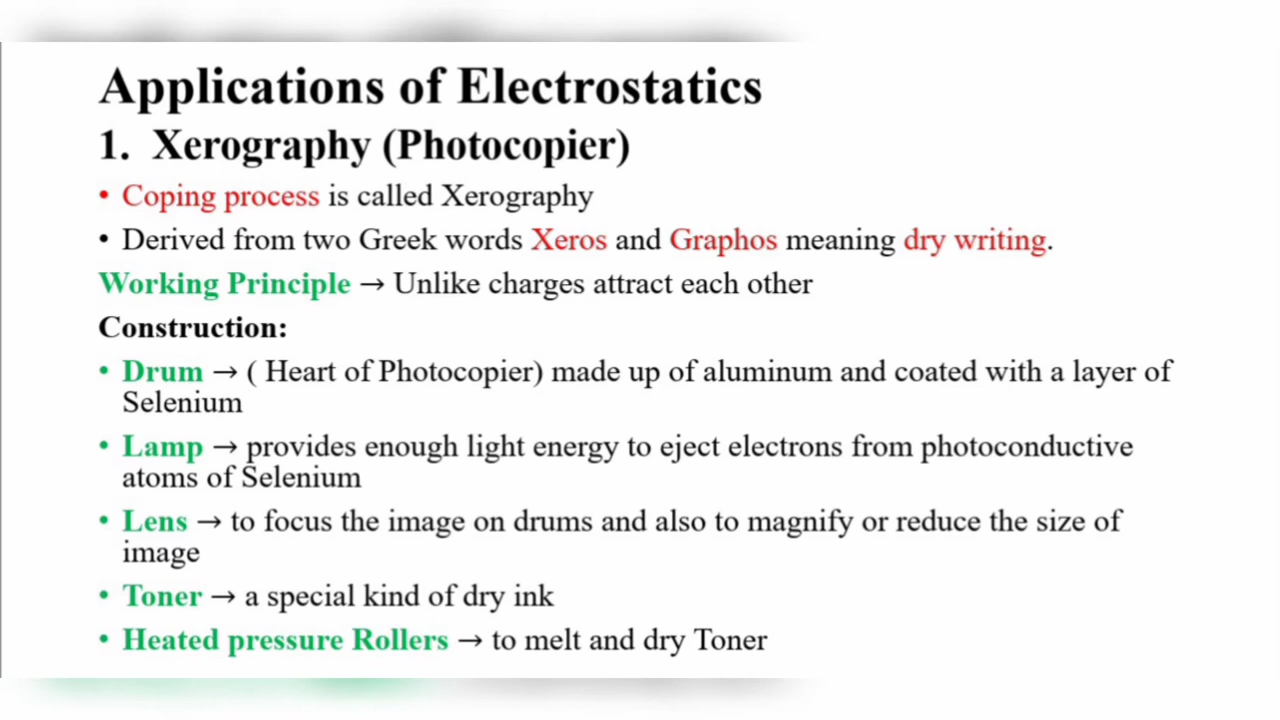 Applications of Electrostatics
1. Xerography (Photocopier)
• Coping process is called Xerography
• Derived from two Greek words Xeros and Graphos meaning dry writing.
Working Principle → Unlike charges attract each other
Construction:
• Drum → ( Heart of Photocopier) made up of aluminum and coated with a layer of
Selenium
• Lamp → provides enough light energy to eject electrons from photoconductive
atoms of Selenium
• Lens → to focus the image on drums and also to magnify or reduce the size of
image
• Toner → a special kind of dry ink
• Heated pressure Rollers → to melt and dry Toner